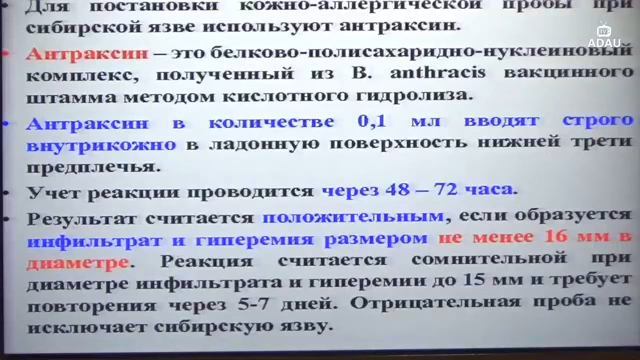 • Для постановки кожно-аллергической пробы при
сибирской язве используют антраксин.
• Антраксин – это белково-полисахаридно-нуклеиновый
комплекс, полученный из B. anthracis вакцинного
штамма методом кислотного гидролиза.
• Антраксин в количестве 0,1 мл вводят строго
внутрикожно в ладонную поверхность нижней трети
предплечья.
• Учет реакции проводится через 48 – 72 часа.
• Результат считается положительным, если образуется
инфильтрат и гиперемия размером не менее 16 мм в
диаметре. Реакция считается сомнительной при
диаметре инфильтрата и гиперемии до 15 мм и требует
повторения через 5-7 дней. Отрицательная проба не
исключает сибирскую язву.
ADAU